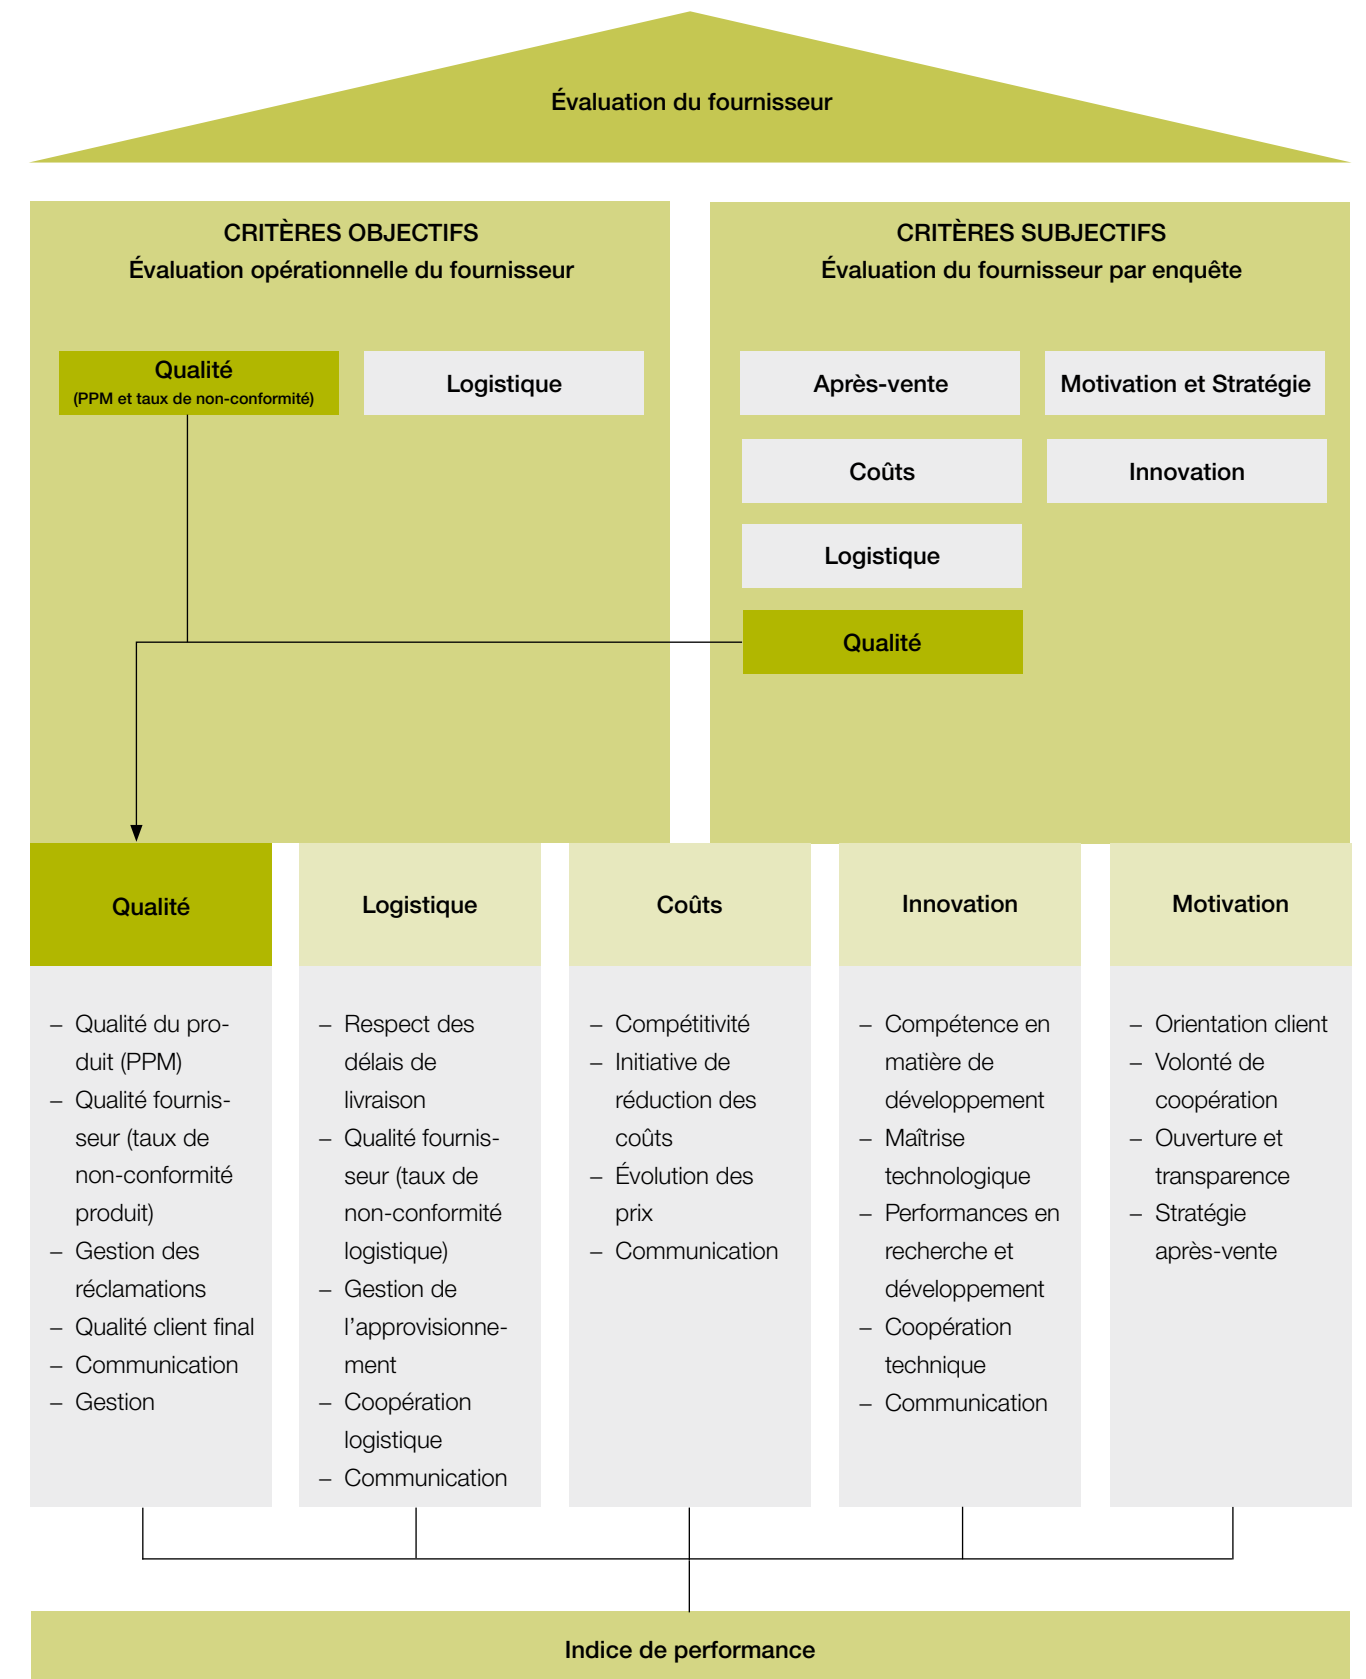 Évaluation du fournisseur
CRITÈRES OBJECTIFS
Évaluation opérationnelle du fournisseur
Qualité
(PPM et taux de non-conformité)
Logistique
CRITÈRES SUBJECTIFS
Évaluation du fournisseur par enquête
Après-vente
Motivation et Stratégie
Coûts
Innovation
Logistique
Qualité
Qualité
– Qualité du pro-
duit (PPM)
– Qualité fournis-
seur (taux de
non-conformité
produit)
– Gestion des
réclamations
– Qualité client final
– Communication
– Gestion
Logistique
– Respect des
délais de
livraison
– Qualité fournis-
seur (taux de
non-conformité
logistique)
– Gestion de
l’approvisionne-
ment
– Coopération
logistique
– Communication
Coûts
– Compétitivité
– Initiative de
réduction des
coûts
– Évolution des
prix
– Communication
Innovation
– Compétence en
matière de
développement
– Maîtrise
technologique
– Performances en
recherche et
développement
– Coopération
technique
– Communication
Motivation
– Orientation client
– Volonté de
coopération
– Ouverture et
transparence
– Stratégie
après-vente
Indice de performance